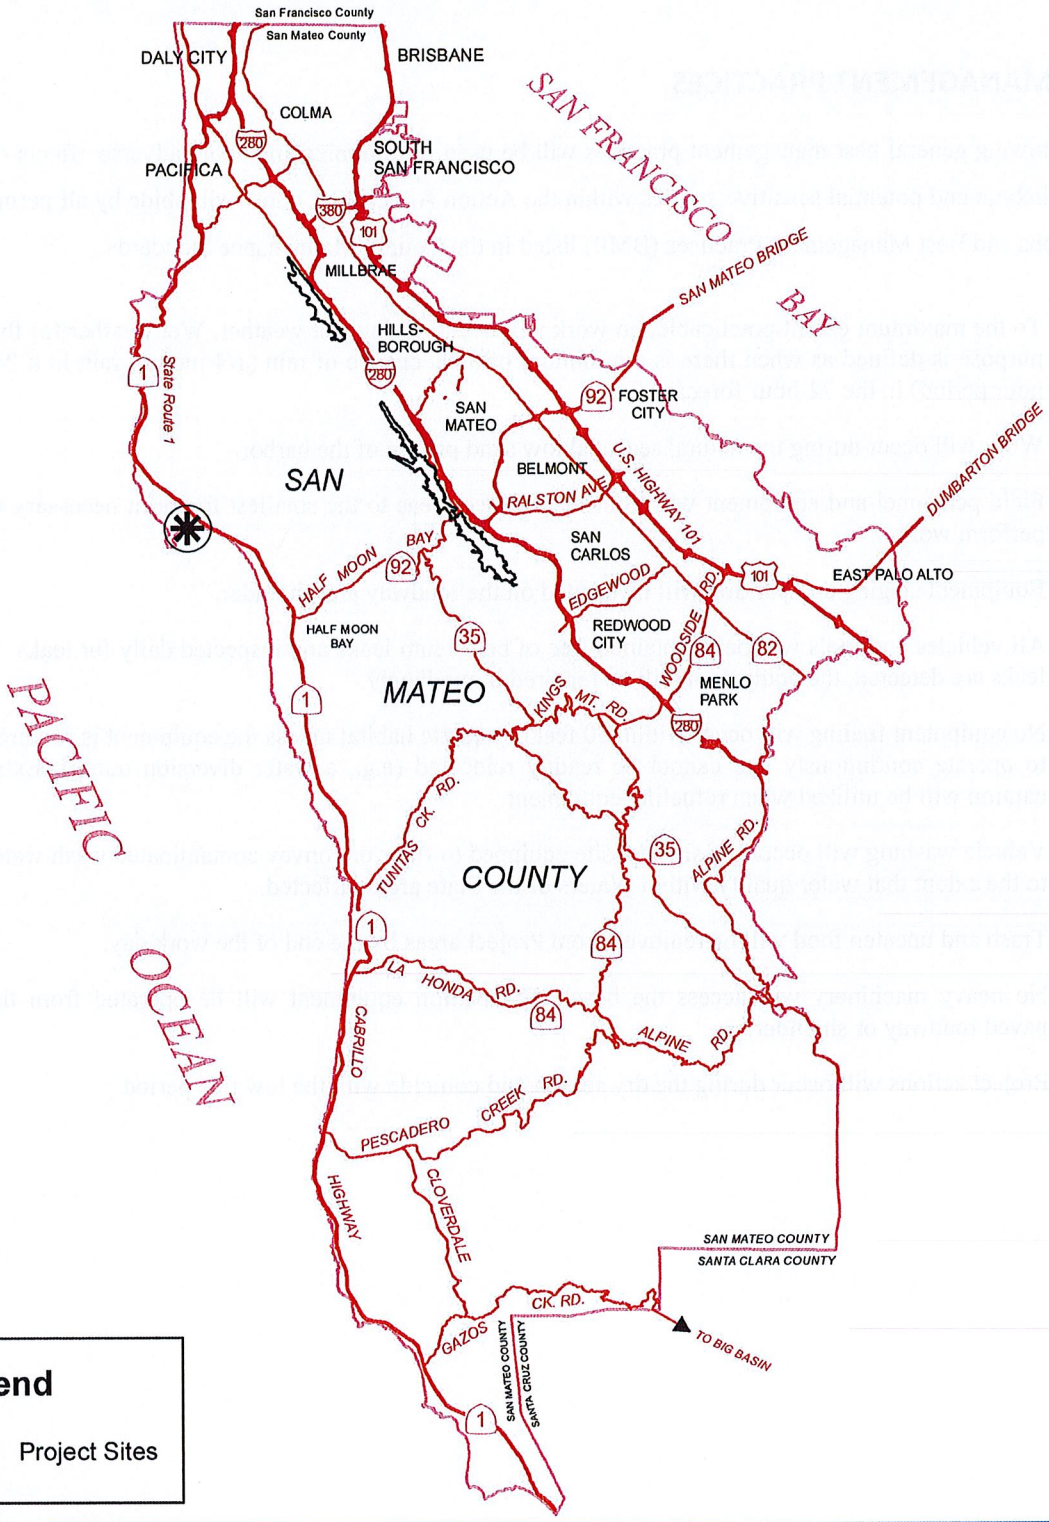 San Francisco County
San Mateo County
DALY CITY
BRISBANE
COLMA
280
SOUTH
SAN FRANCISCO
PACIFICA
380
101
MILLBRAE
SAN FRANCISCO
BAY
SAN MATEO BRIDGE
HILLS-
BOROUGH
280
1
State Route 1
92
FOSTER
CITY
SAN
MATEO
DUMBARTON BRIDGE
BELMONT
U.S. HIGHWAY 101
RALSTON AVE
SAN
SAN
CARLOS
HALF MOON BAY
92
101
EAST PALO ALTO
EDGEWOOD RD.
HALF MOON
BAY
35
REDWOOD
CITY
WOODSIDE
84
82
MATEO
MENLO
PARK
1
KINGS MT. RD.
280
PACIFIC
OCEAN
TUNITAS CK. RD.
35
ALPINE RD.
COUNTY
1
84
LA HONDA RD.
84
CABRILLO
HIGHWAY
ALPINE RD.
PESCADERO CREEK RD.
CLOVERDALE
SAN MATEO COUNTY
SANTA CLARA COUNTY
GAZOS CK. RD.
TO BIG BASIN
SAN MATEO COUNTY
SANTA CRUZ COUNTY
1
end
Project Sites